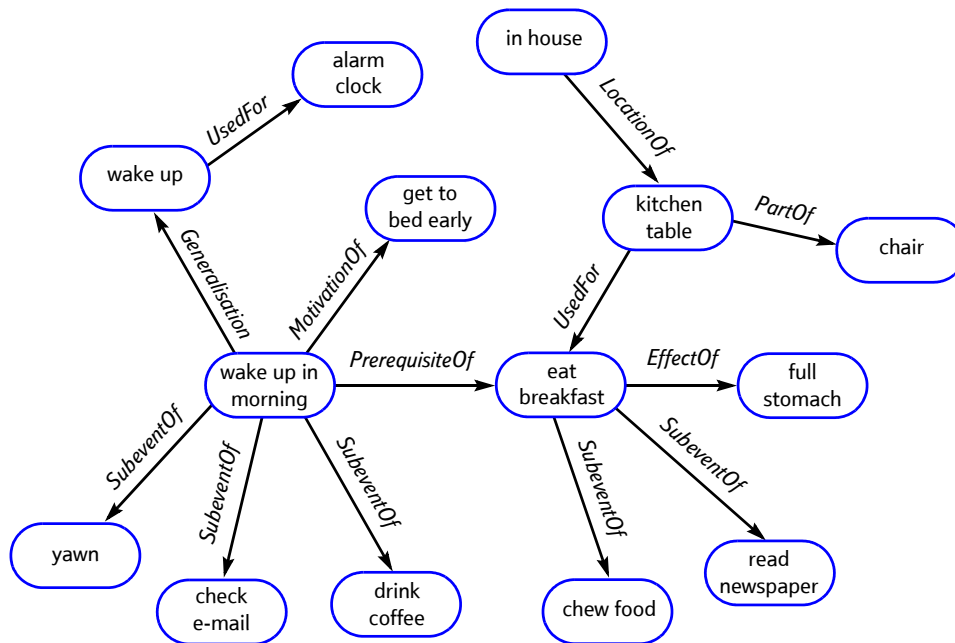 in house
alarm
clock
UsedFor
LocationOf
wake up
get to
bed early
kitchen
table
PartOf
chair
Generalisation
MotivationOf
UsedFor
wake up in
morning
PrerequisiteOf
eat
breakfast
EffectOf
full
stomach
SubeventOf
SubeventOf
SubeventOf
SubeventOf
SubeventOf
yawn
check
e-mail
drink
coffee
chew food
read
newspaper